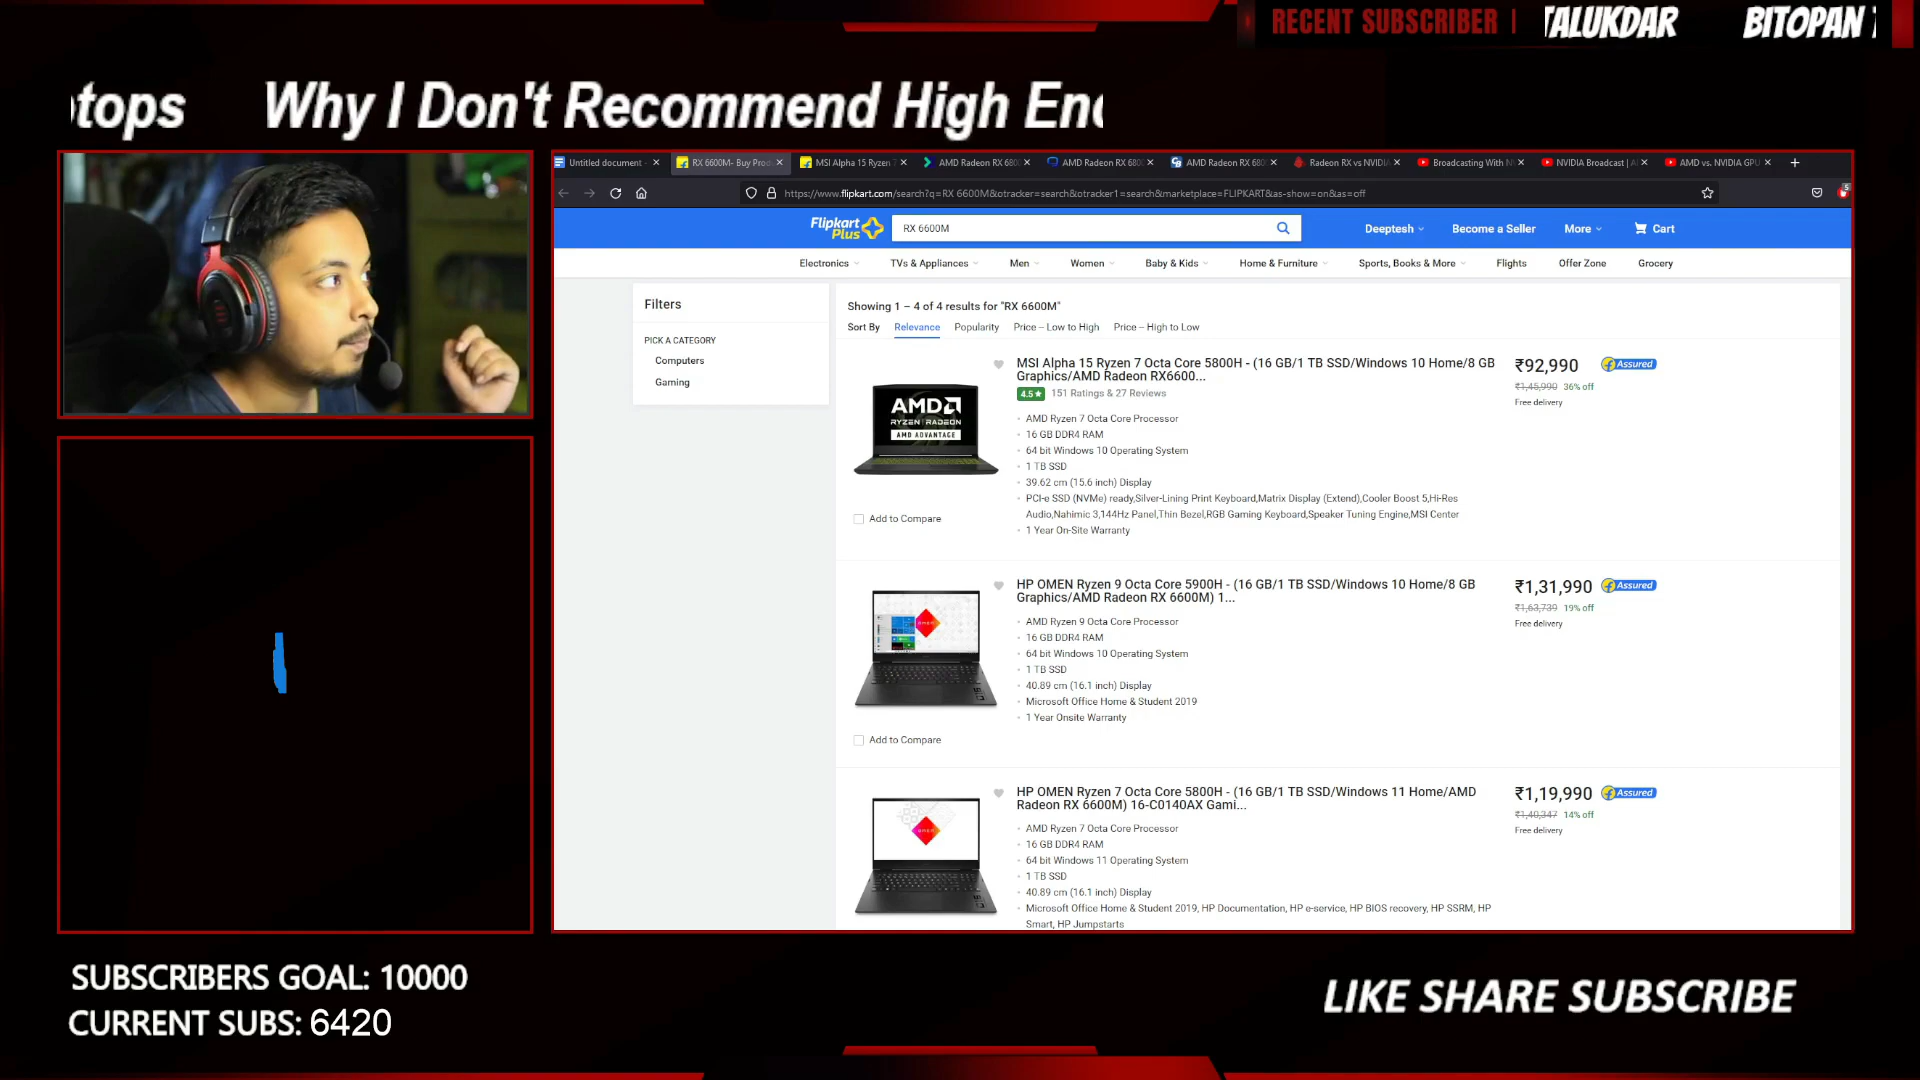 RECENT SUBSCRIBER |
TALUKDAR BITOPAN
Why I Don't Recommend High
Untitled document
RX 6600M- Buy Prod
MSI Alpha 15 Ryzen 7
AMD Radeon RX 680
AMD Radeon RX 680
AMD Radeon RX 680
Radeon RX vs NVIDIA
Broadcasting With N
NVIDIA Broadcast |
AMD vs. NVIDIA GPU
https://www.flipkart.com/search?q=RX 6600M&otracker=search&otracker1=search&marketplace=FLIPKART&as-show=on&as=off
5
Flipkart
Plus
RX 6600M
Deeptesh
Become a Seller
More
Cart
Electronics
TVs & Appliances
Men
Women
Baby & Kids
Home & Furniture
Sports, Books & More
Flights
Offer Zone
Grocery
Filters
PICK A CATEGORY
Computers
Gaming
Showing 1 – 4 of 4 results for "RX 6600M"
Sort By Relevance Popularity Price -- Low to High Price -- High to Low
AMD
RYZEN RADEON
AMD ADVANTAGE
Add to Compare
MSI Alpha 15 Ryzen 7 Octa Core 5800H - (16 GB/1 TB SSD/Windows 10 Home/8 GB
Graphics/AMD Radeon RX6600...
4.5★ 151 Ratings & 27 Reviews
AMD Ryzen 7 Octa Core Processor
16 GB DDR4 RAM
64 bit Windows 10 Operating System
1 TB SSD
39.62 cm (15.6 inch) Display
PCI-e SSD (NVMe) ready,Silver-Lining Print Keyboard,Matrix Display (Extend),Cooler Boost 5,Hi-Res
Audio,Nahimic 3,144Hz Panel,Thin Bezel,RGB Gaming Keyboard,Speaker Tuning Engine,MSI Center
1 Year On-Site Warranty
₹92,990 Assured
₹1,45,990 36% off
Free delivery
Add to Compare
HP OMEN Ryzen 9 Octa Core 5900H - (16 GB/1 TB SSD/Windows 10 Home/8 GB
Graphics/AMD Radeon RX 6600M) 1...
AMD Ryzen 9 Octa Core Processor
16 GB DDR4 RAM
64 bit Windows 10 Operating System
1 TB SSD
40.89 cm (16.1 inch) Display
Microsoft Office Home & Student 2019
1 Year Onsite Warranty
₹1,31,990 Assured
₹1,63,739 19% off
Free delivery
HP OMEN Ryzen 7 Octa Core 5800H - (16 GB/1 TB SSD/Windows 11 Home/AMD
Radeon RX 6600M) 16-C0140AX Gami...
AMD Ryzen 7 Octa Core Processor
16 GB DDR4 RAM
64 bit Windows 11 Operating System
1 TB SSD
40.89 cm (16.1 inch) Display
Microsoft Office Home & Student 2019, HP Documentation, HP e-service, HP BIOS recovery, HP SSRM, HP
Smart, HP Jumpstarts
₹1,19,990 Assured
₹1,40,347 14% off
Free delivery
SUBSCRIBERS GOAL: 10000
CURRENT SUBS: 6420
LIKE SHARE SUBSCRIBE